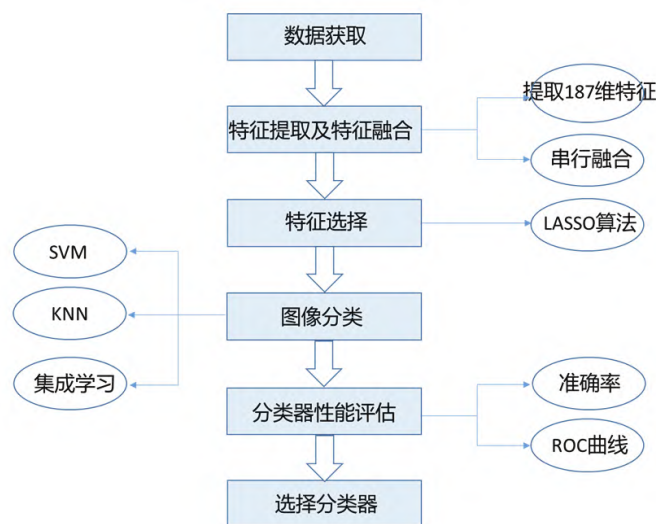 数据获取
特征提取及特征融合
提取187维特征
串行融合
特征选择
LASSO算法
图像分类
SVM
KNN
集成学习
分类器性能评估
准确率
ROC曲线
选择分类器